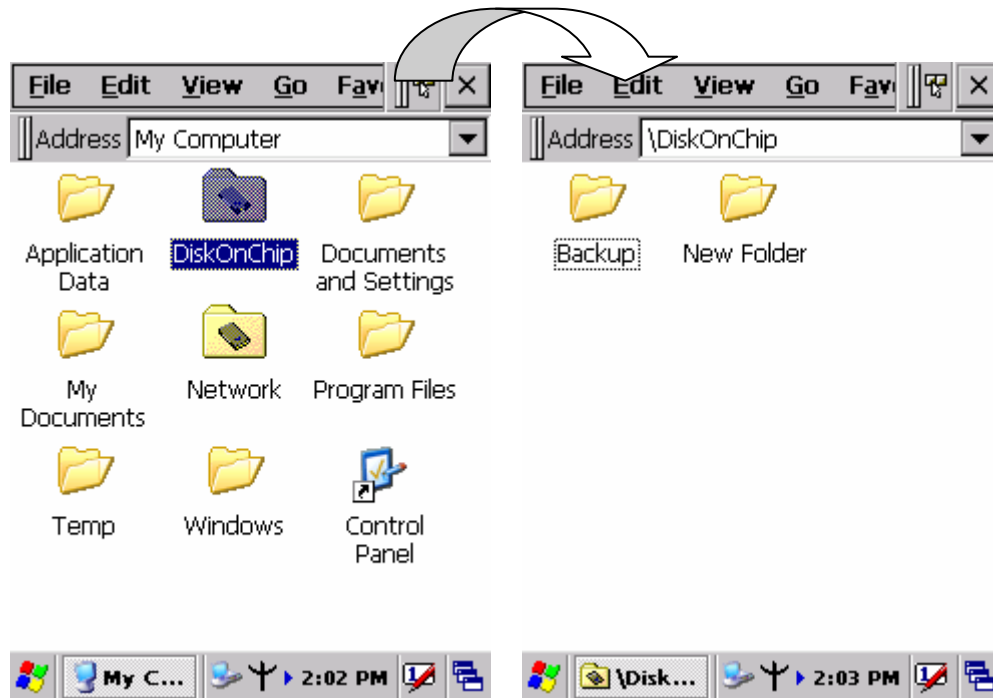 File Edit View Go Fav
Address My Computer
Application Data
DiskOnChip
Documents and Settings
My Documents
Network
Program Files
Temp
Windows
Control Panel
My C... 2:02 PM
File Edit View Go Fav
Address \DiskOnChip
Backup
New Folder
\Disk... 2:03 PM